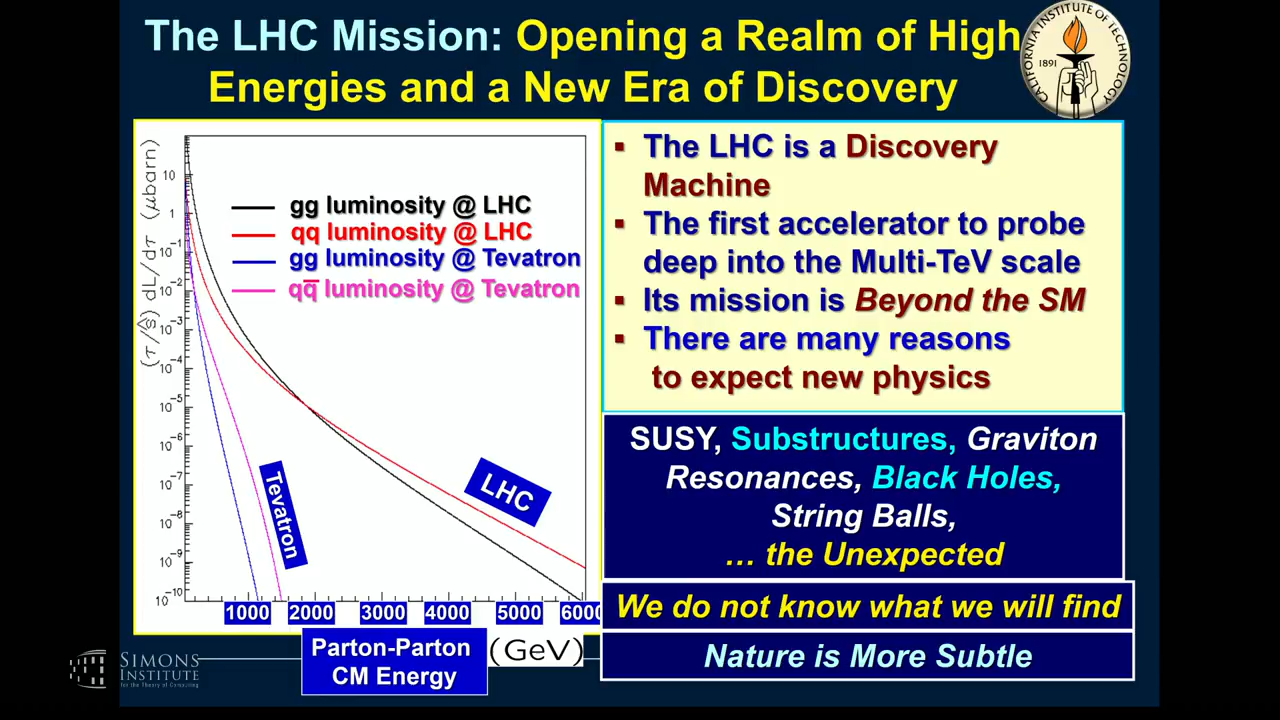 The LHC Mission: Opening a Realm of High
Energies and a New Era of Discovery
CALIFORNIA INSTITUTE OF TECHNOLOGY
1891
(τ/ŝ) dL/dτ (μbarn)
10
1
10⁻¹
10⁻²
10⁻³
10⁻⁴
10⁻⁵
10⁻⁶
10⁻⁷
10⁻⁸
10⁻⁹
10⁻¹⁰
gg luminosity @ LHC
qq luminosity @ LHC
gg luminosity @ Tevatron
qq̅ luminosity @ Tevatron
Tevatron
LHC
1000 2000 3000 4000 5000 6000
Parton-Parton
CM Energy
(GeV)
▪ The LHC is a Discovery
Machine
▪ The first accelerator to probe
deep into the Multi-TeV scale
▪ Its mission is Beyond the SM
▪ There are many reasons
to expect new physics
SUSY, Substructures, Graviton
Resonances, Black Holes,
String Balls,
… the Unexpected
We do not know what we will find
Nature is More Subtle
SIMONS
INSTITUTE
for the Theory of Computing